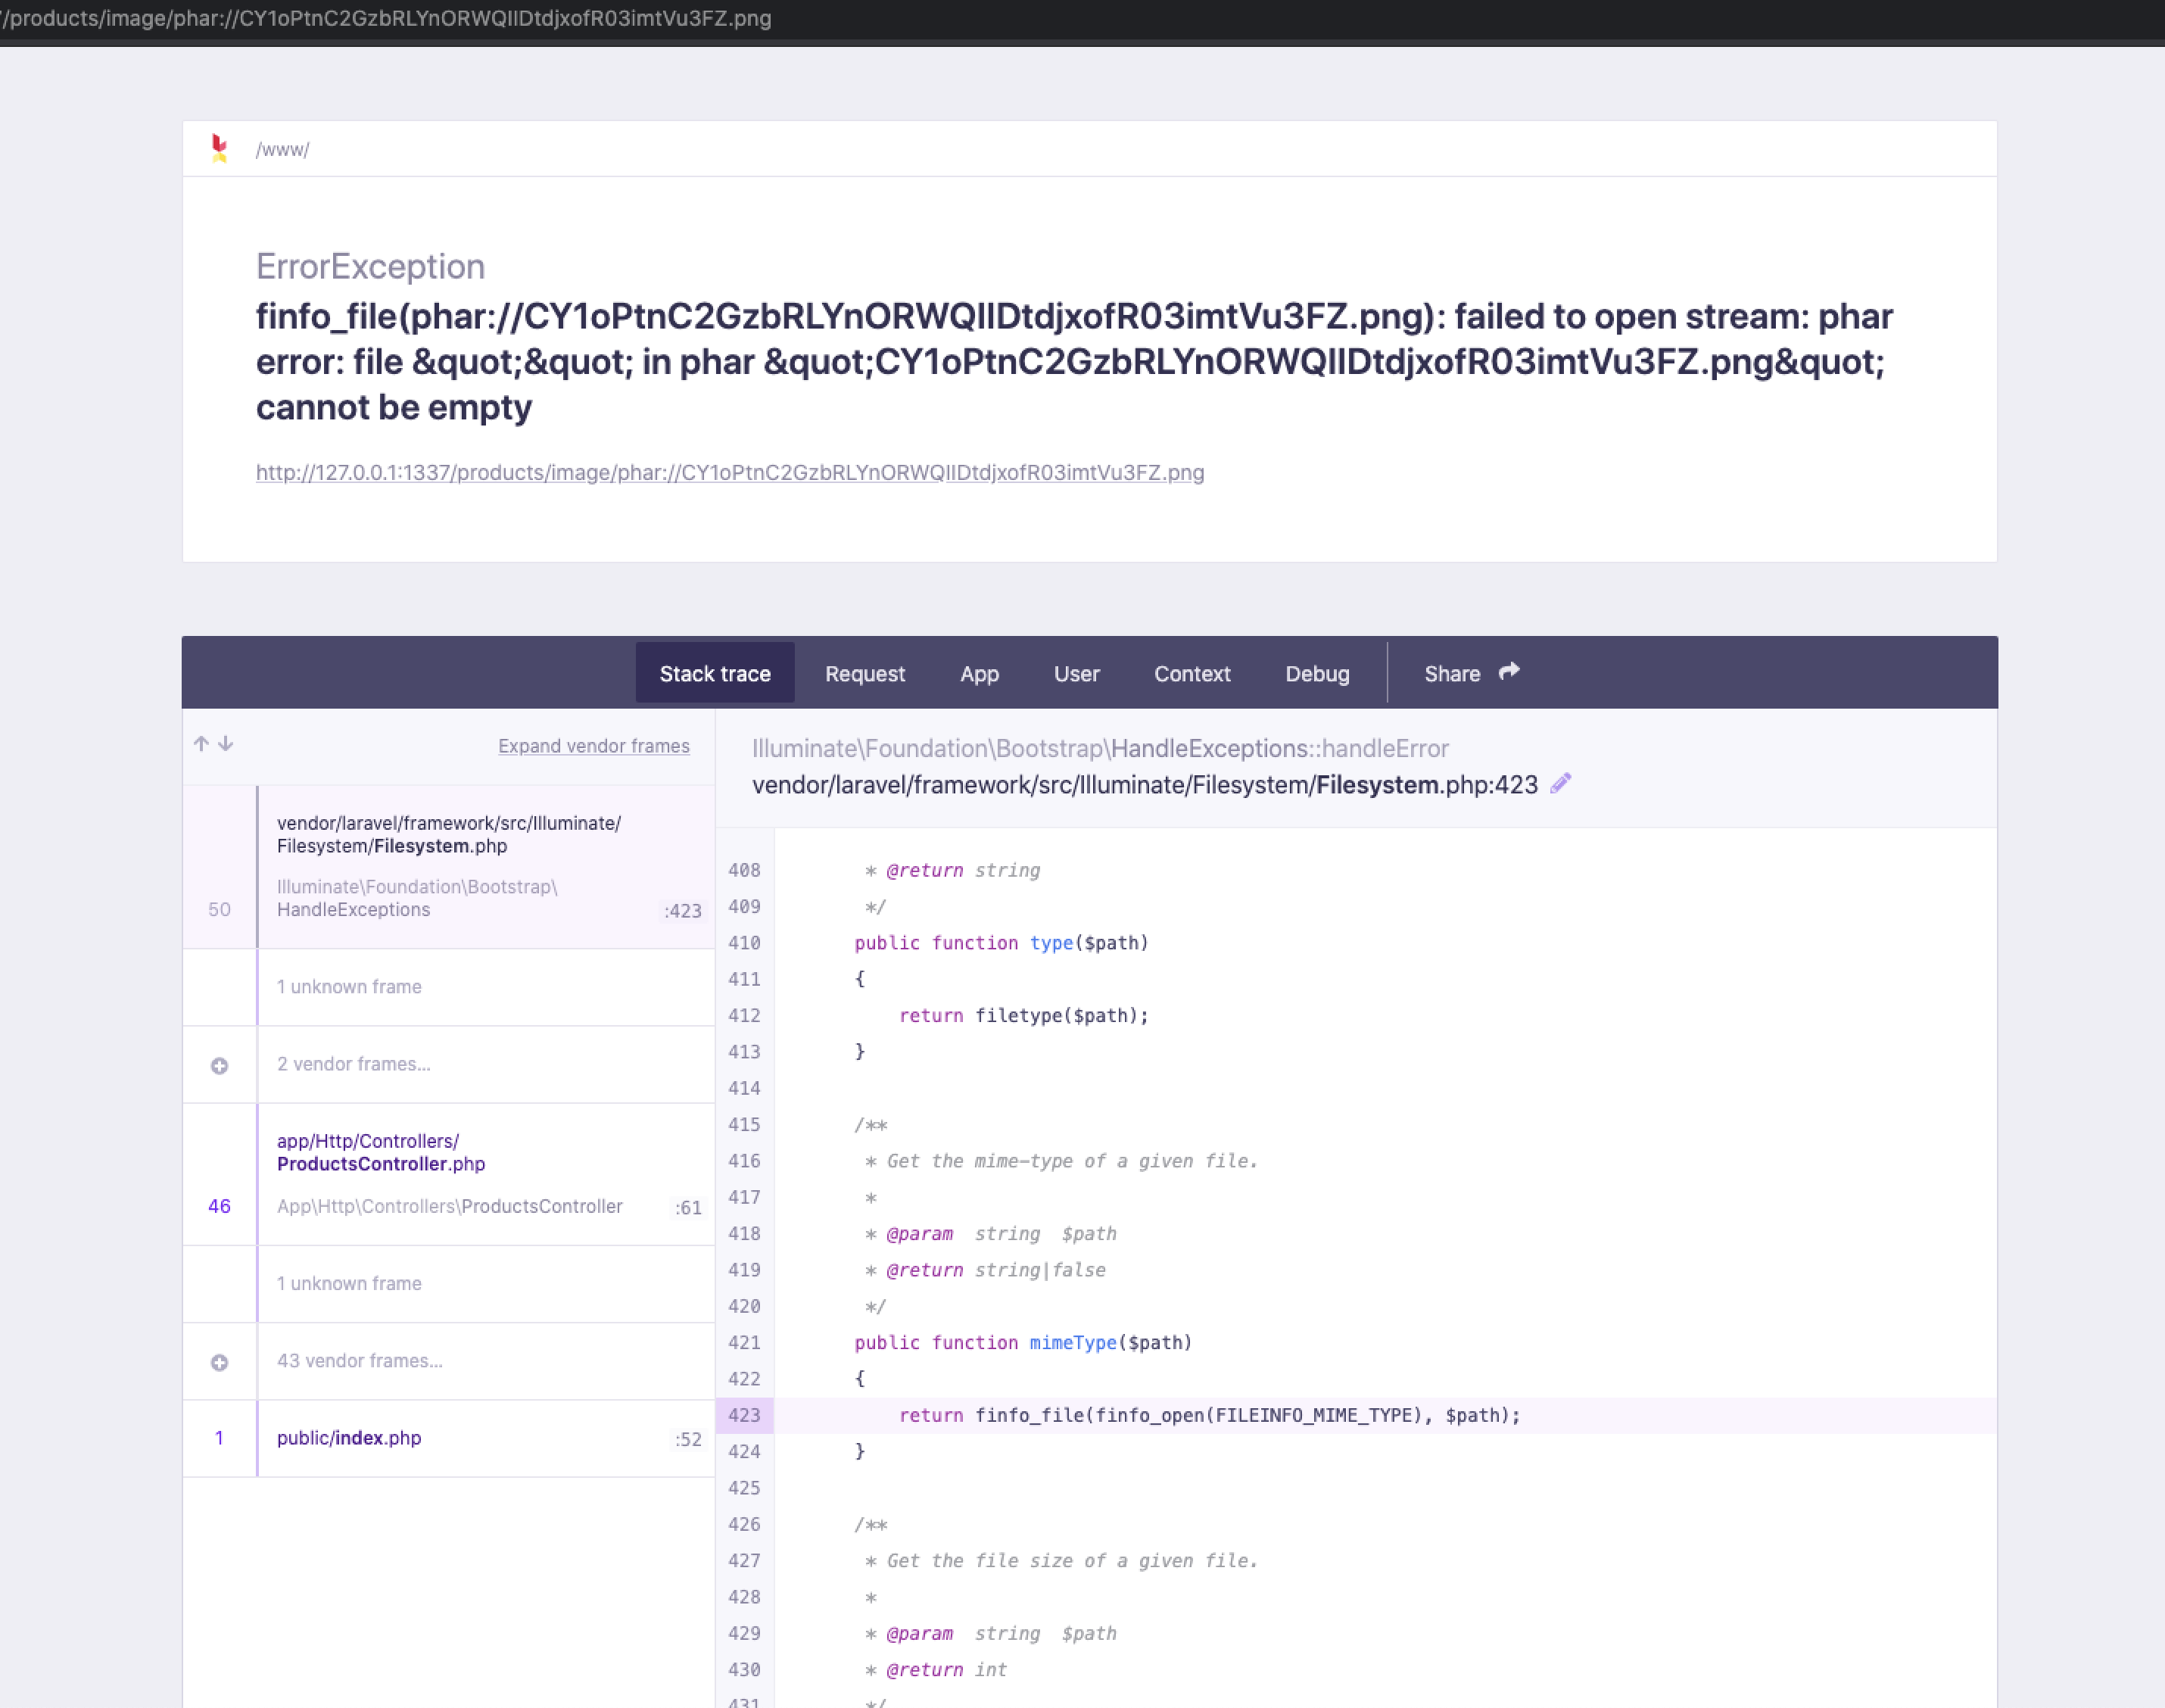 /products/image/phar://CY1oPtnC2GzbRLYnORWQIIDtdjxofR03imtVu3FZ.png
/www/
ErrorException
finfo_file(phar://CY1oPtnC2GzbRLYnORWQIIDtdjxofR03imtVu3FZ.png): failed to open stream: phar
error: file &quot;&quot; in phar &quot;CY1oPtnC2GzbRLYnORWQIIDtdjxofR03imtVu3FZ.png&quot;
cannot be empty
http://127.0.0.1:1337/products/image/phar://CY1oPtnC2GzbRLYnORWQIIDtdjxofR03imtVu3FZ.png
Stack trace Request App User Context Debug Share
Expand vendor frames
vendor/laravel/framework/src/Illuminate/
Filesystem/Filesystem.php
Illuminate\Foundation\Bootstrap\
50 HandleExceptions :423
1 unknown frame
2 vendor frames...
app/Http/Controllers/
ProductsController.php
46 App\Http\Controllers\ProductsController :61
1 unknown frame
43 vendor frames...
1 public/index.php :52
Illuminate\Foundation\Bootstrap\HandleExceptions::handleError
vendor/laravel/framework/src/Illuminate/Filesystem/Filesystem.php:423
408 * @return string
409 */
410 public function type($path)
411 {
412 return filetype($path);
413 }
414
415 /**
416 * Get the mime-type of a given file.
417 *
418 * @param string $path
419 * @return string|false
420 */
421 public function mimeType($path)
422 {
423 return finfo_file(finfo_open(FILEINFO_MIME_TYPE), $path);
424 }
425
426 /**
427 * Get the file size of a given file.
428 *
429 * @param string $path
430 * @return int
431 */